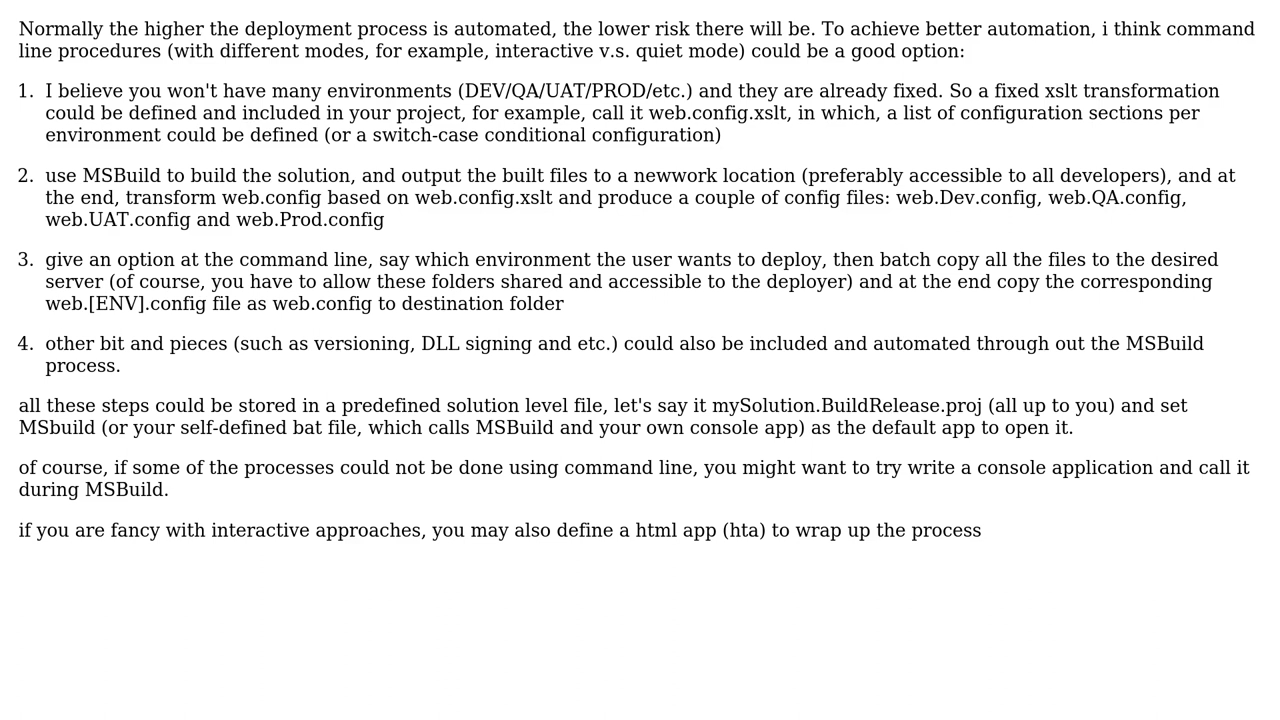 Normally the higher the deployment process is automated, the lower risk there will be. To achieve better automation, i think command
line procedures (with different modes, for example, interactive v.s. quiet mode) could be a good option:
1. I believe you won't have many environments (DEV/QA/UAT/PROD/etc.) and they are already fixed. So a fixed xslt transformation
could be defined and included in your project, for example, call it web.config.xslt, in which, a list of configuration sections per
environment could be defined (or a switch-case conditional configuration)
2. use MSBuild to build the solution, and output the built files to a newwork location (preferably accessible to all developers), and at
the end, transform web.config based on web.config.xslt and produce a couple of config files: web.Dev.config, web.QA.config,
web.UAT.config and web.Prod.config
3. give an option at the command line, say which environment the user wants to deploy, then batch copy all the files to the desired
server (of course, you have to allow these folders shared and accessible to the deployer) and at the end copy the corresponding
web.[ENV].config file as web.config to destination folder
4. other bit and pieces (such as versioning, DLL signing and etc.) could also be included and automated through out the MSBuild
process.
all these steps could be stored in a predefined solution level file, let's say it mySolution.BuildRelease.proj (all up to you) and set
MSbuild (or your self-defined bat file, which calls MSBuild and your own console app) as the default app to open it.
of course, if some of the processes could not be done using command line, you might want to try write a console application and call it
during MSBuild.
if you are fancy with interactive approaches, you may also define a html app (hta) to wrap up the process